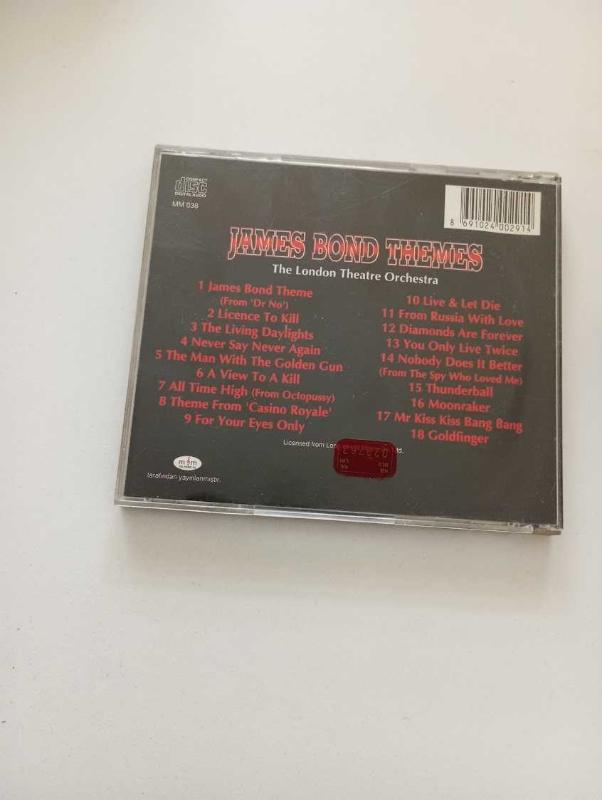 COMPACT
disc
DIGITAL AUDIO
MM 038
8 691024 002914
JAMES BOND THEMES
The London Theatre Orchestra
1 James Bond Theme
(From 'Dr No')
2 Licence To Kill
3 The Living Daylights
4 Never Say Never Again
5 The Man With The Golden Gun
6 A View To A Kill
7 All Time High (From Octopussy)
8 Theme From 'Casino Royale'
9 For Your Eyes Only
10 Live & Let Die
11 From Russia With Love
12 Diamonds Are Forever
13 You Only Live Twice
14 Nobody Does It Better
(From The Spy Who Loved Me)
15 Thunderball
16 Moonraker
17 Mr Kiss Kiss Bang Bang
18 Goldfinger
Licensed from
tarafından yayınlanmıştır.